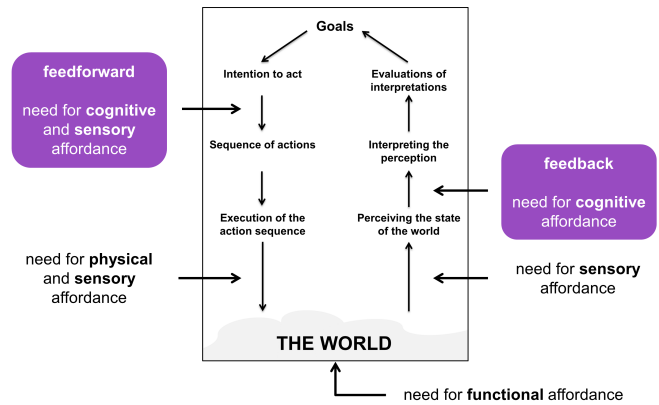 Goals
feedforward
need for cognitive
and sensory
affordance
Intention to act
Sequence of actions
Execution of the
action sequence
need for physical
and sensory
affordance
Evaluations of
interpretations
Interpreting the
perception
Perceiving the state
of the world
feedback
need for cognitive
affordance
need for sensory
affordance
THE WORLD
need for functional affordance